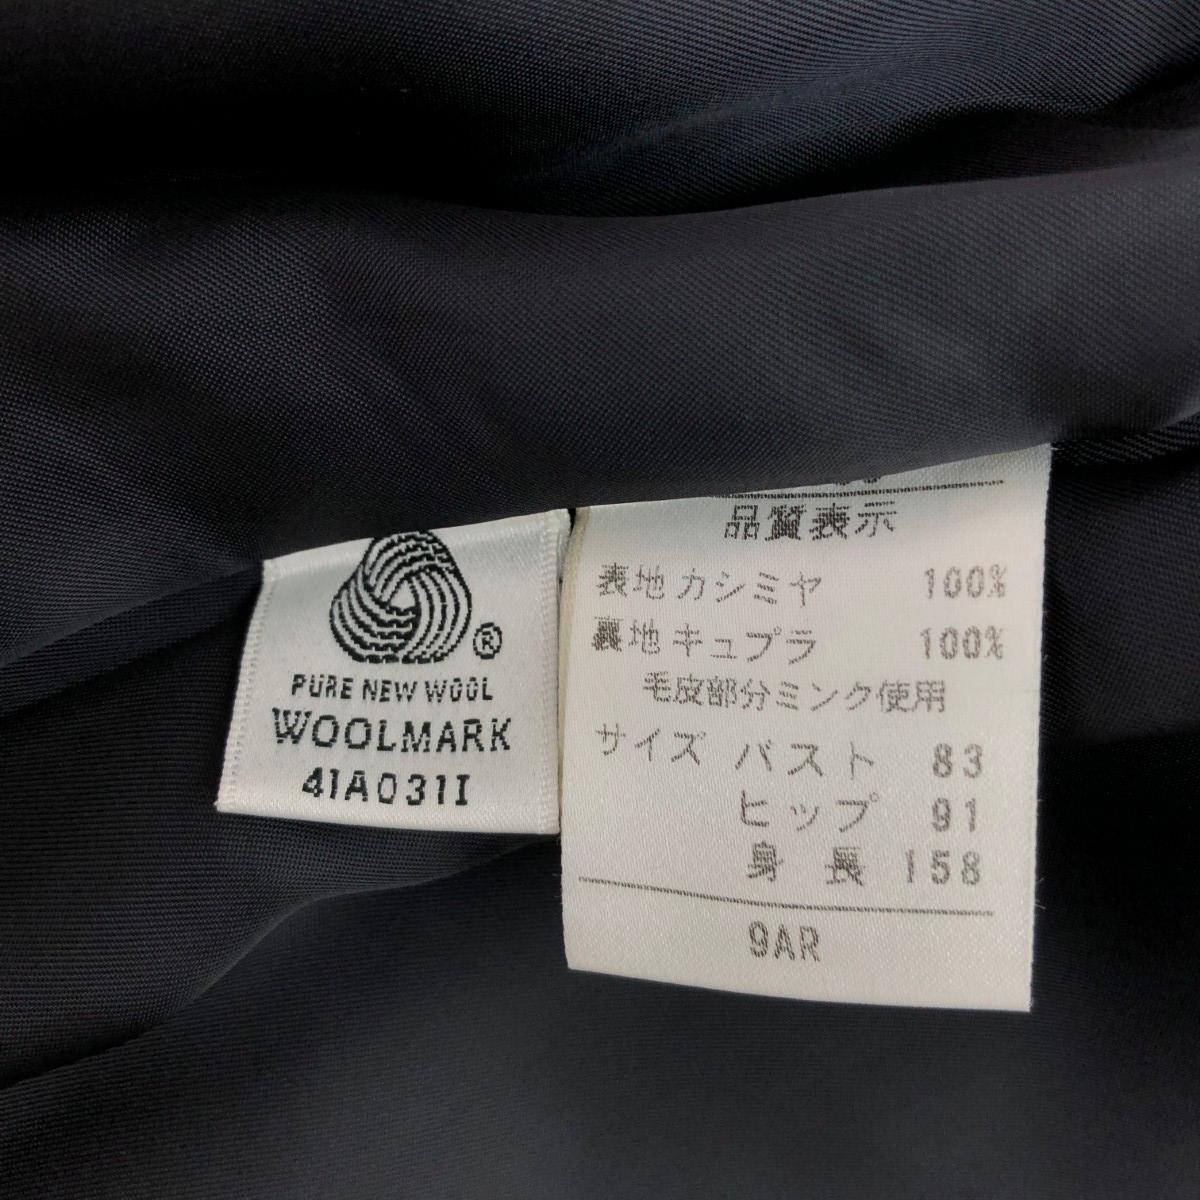 ®
PURE NEW WOOL
WOOLMARK
41A031I
品質表示
表地 カシミヤ 100%
裏地 キュプラ 100%
毛皮部分ミンク使用
サイズ バスト 83
ヒップ 91
身長 158
9AR